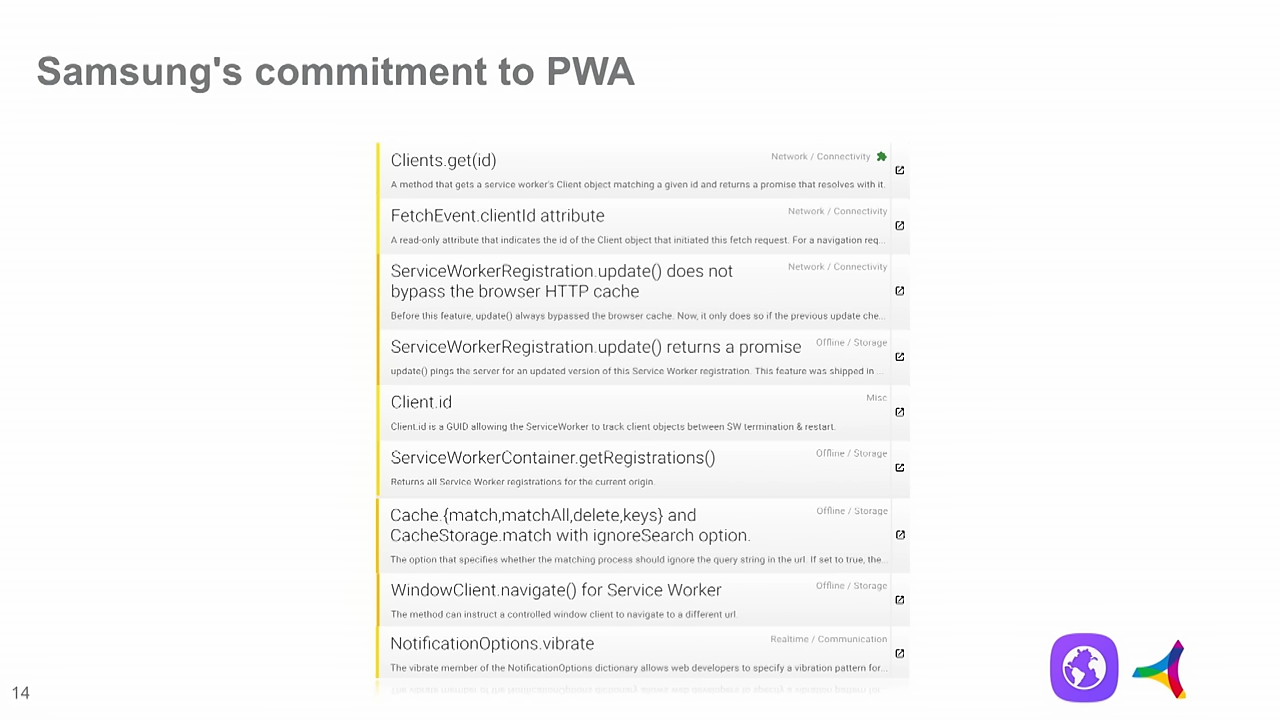 Samsung's commitment to PWA
Clients.get(id)
Network / Connectivity
A method that gets a service worker's Client object matching a given id and returns a promise that resolves with it.
FetchEvent.clientId attribute
Network / Connectivity
A read-only attribute that indicates the id of the Client object that initiated this fetch request. For a navigation req...
ServiceWorkerRegistration.update() does not
bypass the browser HTTP cache
Network / Connectivity
Before this feature, update() always bypassed the browser cache. Now, it only does so if the previous update che...
ServiceWorkerRegistration.update() returns a promise
Offline / Storage
update() pings the server for an updated version of this Service Worker registration. This feature was shipped in ...
Client.id
Misc
Client.id is a GUID allowing the ServiceWorker to track client objects between SW termination & restart.
ServiceWorkerContainer.getRegistrations()
Offline / Storage
Returns all Service Worker registrations for the current origin.
Cache.{match,matchAll,delete,keys} and
CacheStorage.match with ignoreSearch option.
Offline / Storage
The option that specifies whether the matching process should ignore the query string in the url. If set to true, the...
WindowClient.navigate() for Service Worker
Offline / Storage
The method can instruct a controlled window client to navigate to a different url.
NotificationOptions.vibrate
Realtime / Communication
The vibrate member of the NotificationOptions dictionary allows web developers to specify a vibration pattern for...
14